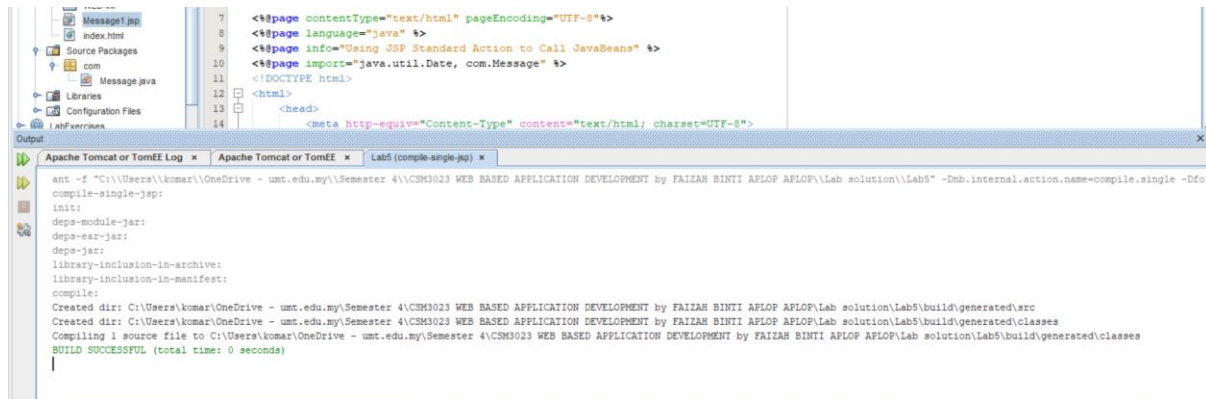 Message1.jsp
index.html
Source Packages
com
Message.java
Libraries
Configuration Files
LabExercises
7 <%@page contentType="text/html" pageEncoding="UTF-8"%>
8 <%@page language="java" %>
9 <%@page info="Using JSP Standard Action to Call JavaBeans" %>
10 <%@page import="java.util.Date, com.Message" %>
11 <!DOCTYPE html>
12 <html>
13 <head>
14 <meta http-equiv="Content-Type" content="text/html; charset=UTF-8">
Output
Apache Tomcat or TomEE Log × Apache Tomcat or TomEE × Lab5 (compile-single-jsp) ×
ant -f "C:\\Users\\komar\\OneDrive - umt.edu.my\\Semester 4\\CSM3023 WEB BASED APPLICATION DEVELOPMENT by FAIZAH BINTI APLOP APLOP\\Lab solution\\Lab5" -Dnb.internal.action.name=compile.single -Dfo
compile-single-jsp:
init:
deps-module-jar:
deps-ear-jar:
deps-jar:
library-inclusion-in-archive:
library-inclusion-in-manifest:
compile:
Created dir: C:\Users\komar\OneDrive - umt.edu.my\Semester 4\CSM3023 WEB BASED APPLICATION DEVELOPMENT by FAIZAH BINTI APLOP APLOP\Lab solution\Lab5\build\generated\src
Created dir: C:\Users\komar\OneDrive - umt.edu.my\Semester 4\CSM3023 WEB BASED APPLICATION DEVELOPMENT by FAIZAH BINTI APLOP APLOP\Lab solution\Lab5\build\generated\classes
Compiling 1 source file to C:\Users\komar\OneDrive - umt.edu.my\Semester 4\CSM3023 WEB BASED APPLICATION DEVELOPMENT by FAIZAH BINTI APLOP APLOP\Lab solution\Lab5\build\generated\classes
BUILD SUCCESSFUL (total time: 0 seconds)